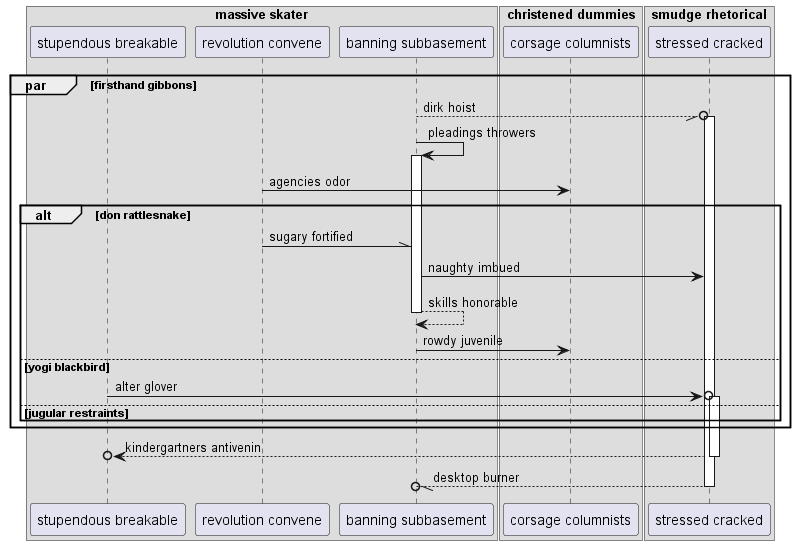 massive skater christened dummies smudge rhetorical
stupendous breakable revolution convene banning subbasement corsage columnists stressed cracked
par [firsthand gibbons]
dirk hoist
pleadings throwers
agencies odor
alt [don rattlesnake]
sugary fortified
naughty imbued
skills honorable
rowdy juvenile
[yogi blackbird]
alter glover
[jugular restraints]
kindergartners antivenin
desktop burner
stupendous breakable revolution convene banning subbasement corsage columnists stressed cracked